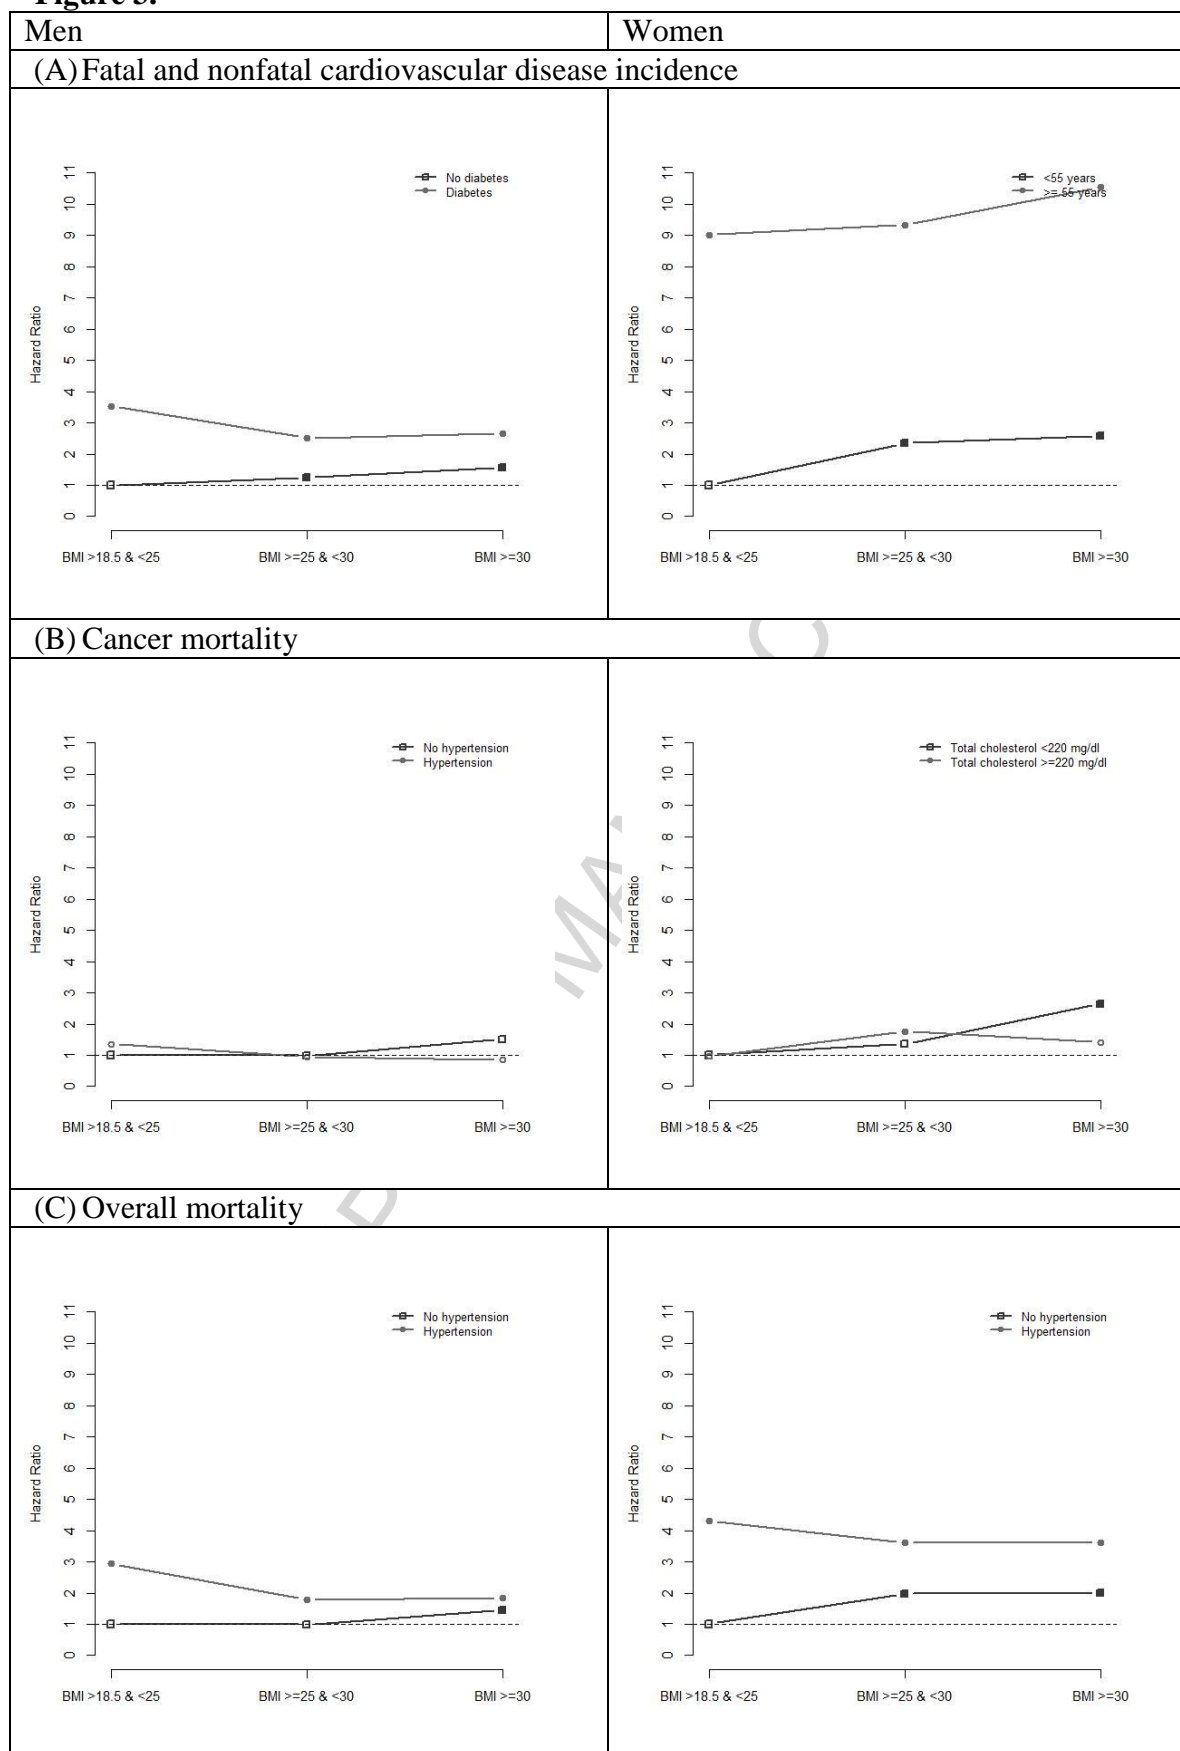 Figure 3.
Men Women
(A) Fatal and nonfatal cardiovascular disease incidence
No diabetes
Diabetes
11
10
9
8
7
6
5
4
3
2
1
0
Hazard Ratio
BMI >18.5 & <25 BMI >=25 & <30 BMI >=30
<55 years
>= 55 years
11
10
9
8
7
6
5
4
3
2
1
0
Hazard Ratio
BMI >18.5 & <25 BMI >=25 & <30 BMI >=30
(B) Cancer mortality
No hypertension
Hypertension
11
10
9
8
7
6
5
4
3
2
1
0
Hazard Ratio
BMI >18.5 & <25 BMI >=25 & <30 BMI >=30
Total cholesterol <220 mg/dl
Total cholesterol >=220 mg/dl
11
10
9
8
7
6
5
4
3
2
1
0
Hazard Ratio
BMI >18.5 & <25 BMI >=25 & <30 BMI >=30
(C) Overall mortality
No hypertension
Hypertension
11
10
9
8
7
6
5
4
3
2
1
0
Hazard Ratio
BMI >18.5 & <25 BMI >=25 & <30 BMI >=30
No hypertension
Hypertension
11
10
9
8
7
6
5
4
3
2
1
0
Hazard Ratio
BMI >18.5 & <25 BMI >=25 & <30 BMI >=30